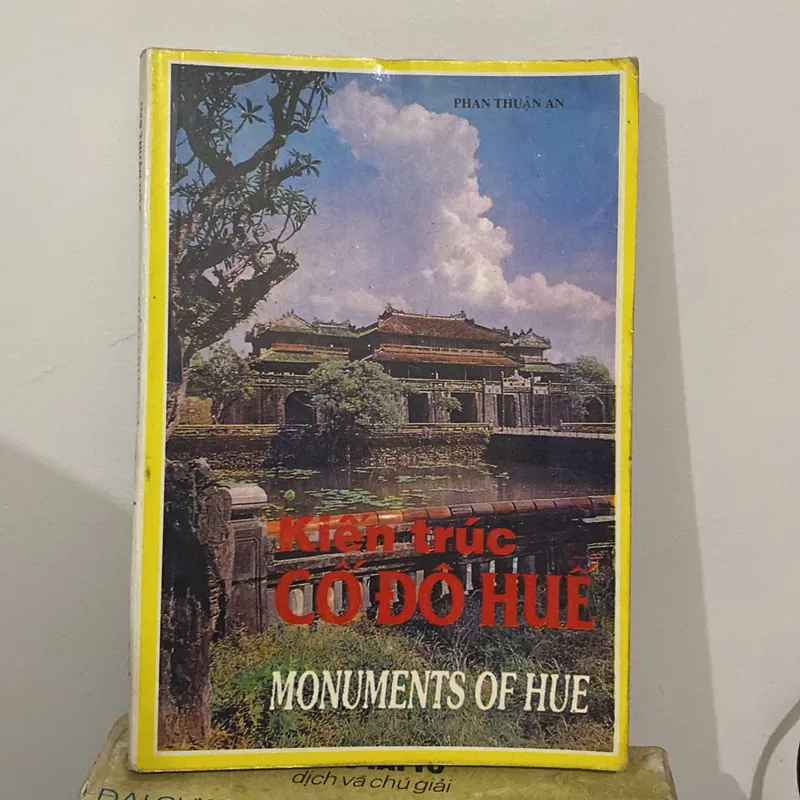 PHAN THUẬN AN
Kiến trúc
CỐ ĐÔ HUẾ
MONUMENTS OF HUE
dịch và chú giải